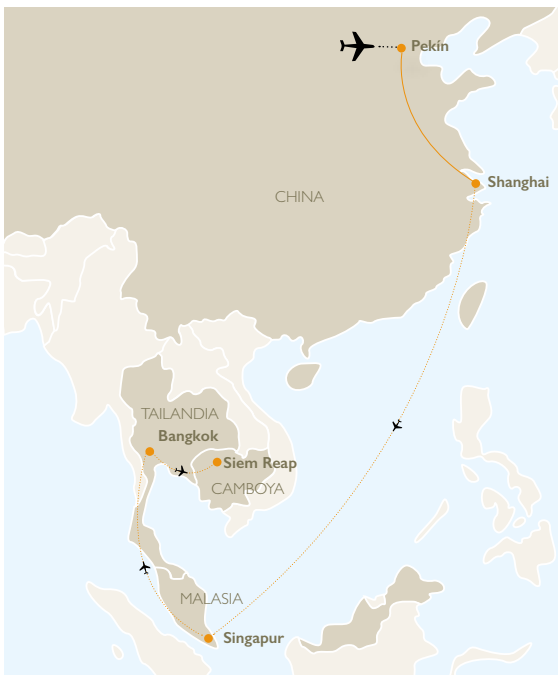 Pekín
Shanghai
CHINA
TAILANDIA
Bangkok
Siem Reap
CAMBOYA
MALASIA
Singapur